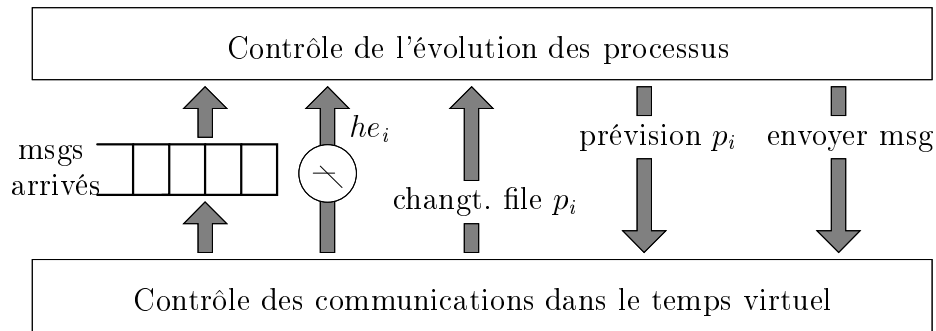 Contrôle de l'évolution des processus
he_i
msgs
arrivés
changt. file p_i
prévision p_i
envoyer msg
Contrôle des communications dans le temps virtuel